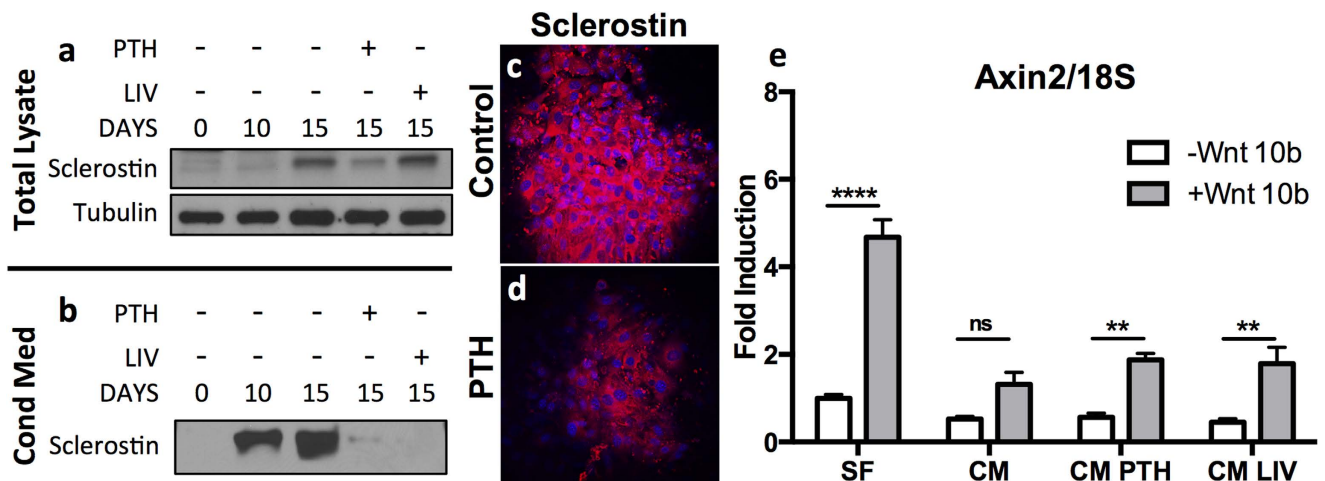 Total Lysate
a
PTH - - - + -
LIV - - - - +
DAYS 0 10 15 15 15
Sclerostin
Tubulin
Cond Med
b
PTH - - - + -
LIV - - - - +
DAYS 0 10 15 15 15
Sclerostin
Sclerostin
Control
c
PTH
d
e
Axin2/18S
Fold Induction
8
6
4
2
0
-Wnt 10b
+Wnt 10b
****
ns
**
**
SF CM CM PTH CM LIV